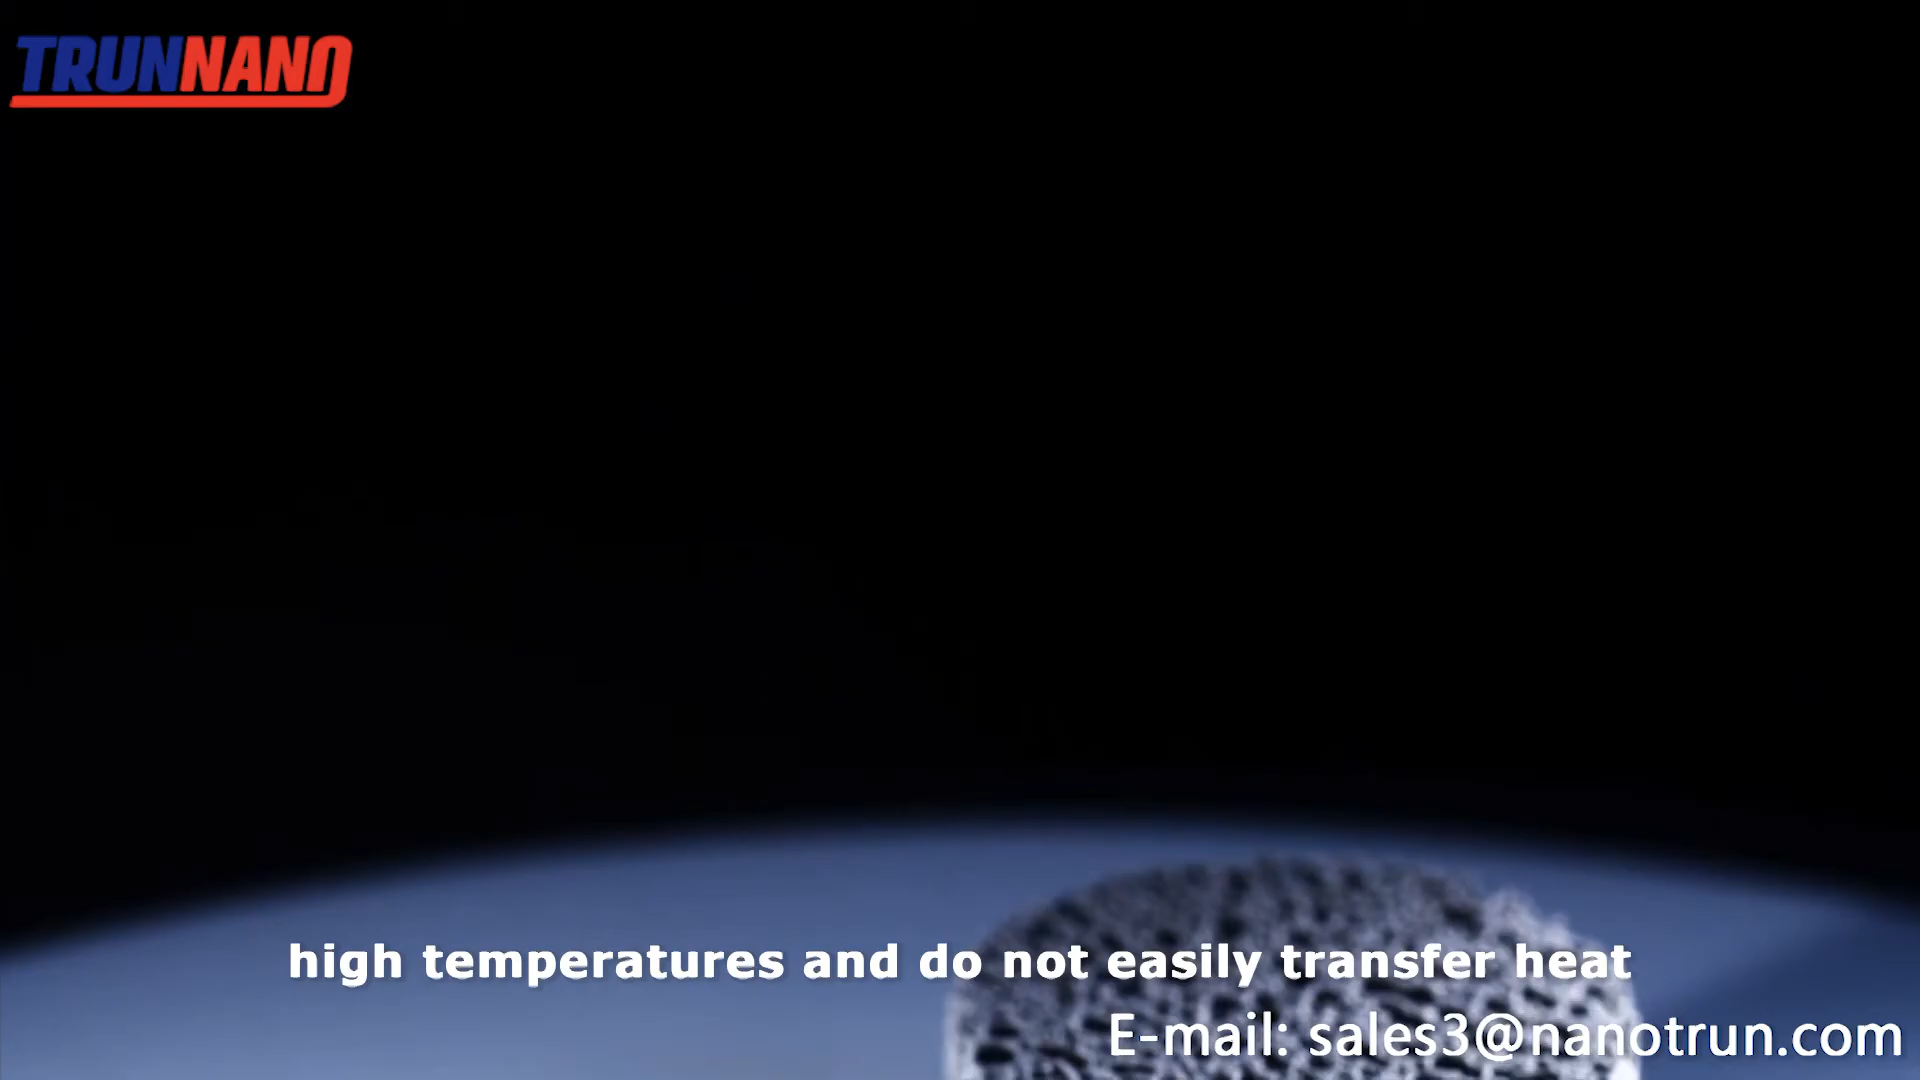 TRUNNANO
high temperatures and do not easily transfer heat
E-mail: sales3@nanotrun.com